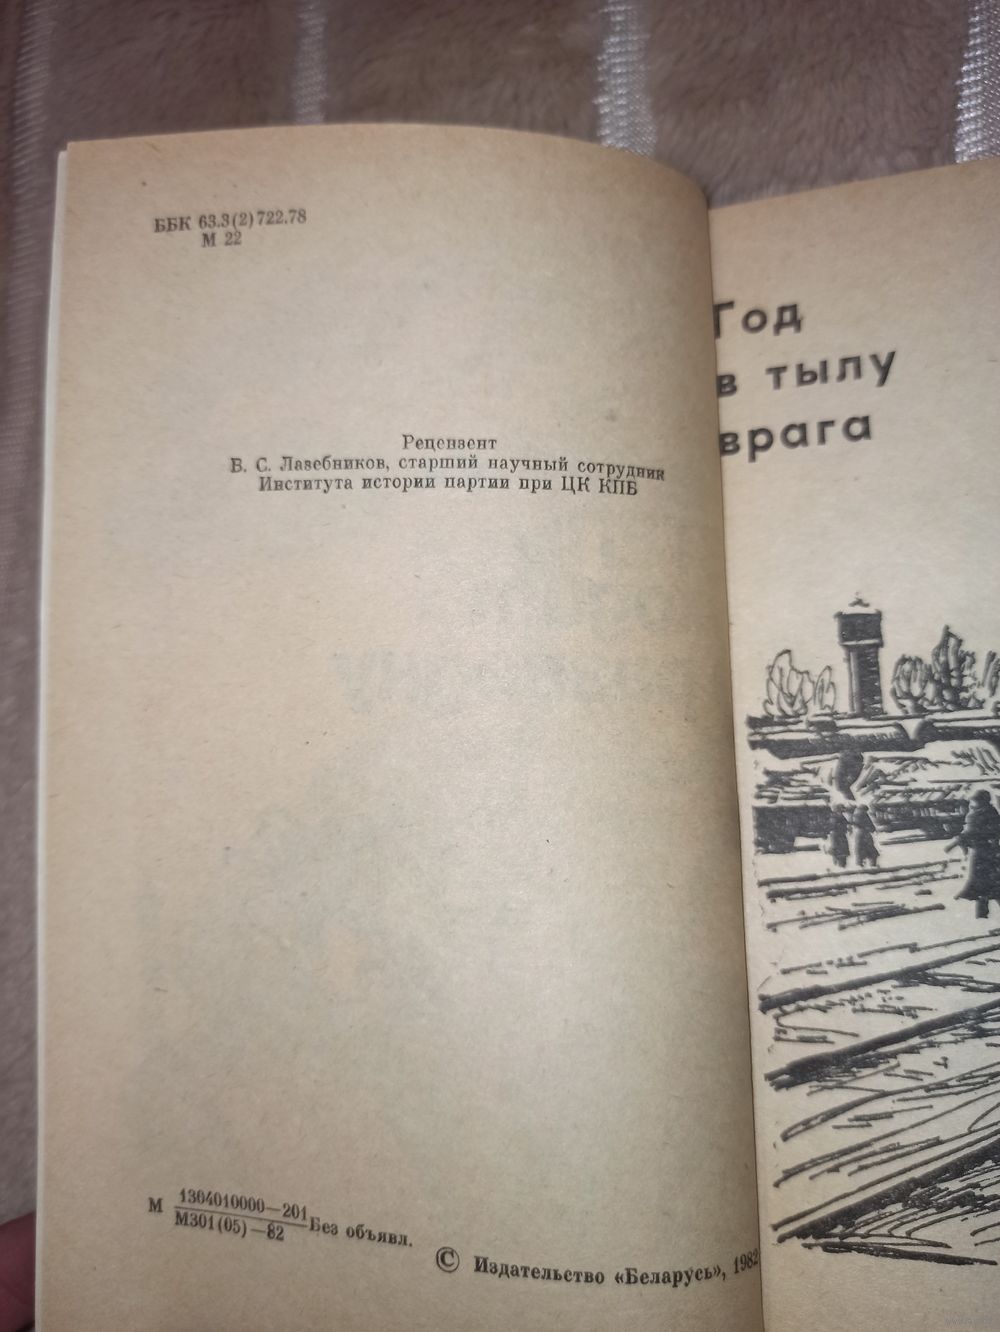 ББК 63.3(2)722.78
М 22
Рецензент
В. С. Лазебников, старший научный сотрудник
Института истории партии при ЦК КПБ
М 1304010000—201
М301(05)—82
Без объявл.
© Издательство «Беларусь», 1982
Год
в тылу
врага